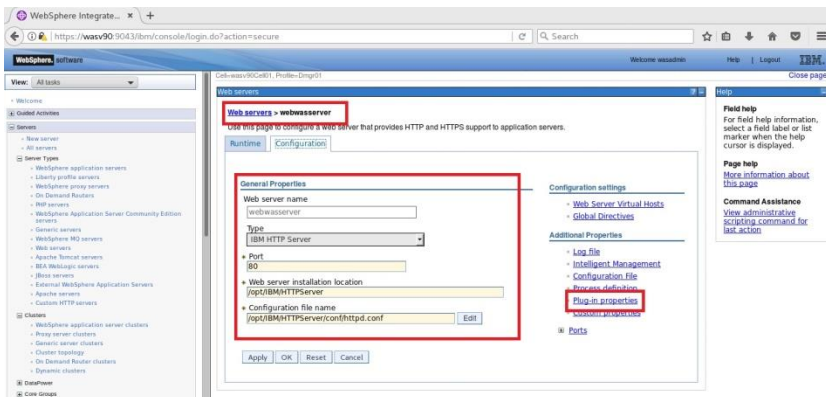 WebSphere Integrate... × +
https://wasv90:9043/ibm/console/login.do?action=secure
Search
WebSphere. software
Welcome wasadmin
Help | Logout
IBM.
View: All tasks
Cell=wasv90Cell01, Profile=Dmgr01
Close page
Welcome
Guided Activities
Servers
New server
All servers
Server Types
WebSphere application servers
Liberty profile servers
WebSphere proxy servers
On Demand Routers
PHP servers
WebSphere Application Server Community Edition
servers
Generic servers
WebSphere MQ servers
Web servers
Apache Tomcat servers
BEA WebLogic servers
JBoss servers
External WebSphere Application Servers
Apache servers
Custom HTTP servers
Clusters
WebSphere application server clusters
Proxy server clusters
Generic server clusters
Cluster topology
On Demand Router clusters
Dynamic clusters
DataPower
Core Groups
Web servers
Web servers > webwasserver
Use this page to configure a web server that provides HTTP and HTTPS support to application servers.
Runtime
Configuration
General Properties
Web server name
webwasserver
Type
IBM HTTP Server
* Port
80
* Web server installation location
/opt/IBM/HTTPServer
* Configuration file name
/opt/IBM/HTTPServer/conf/httpd.conf
Edit
Apply
OK
Reset
Cancel
Configuration settings
Web Server Virtual Hosts
Global Directives
Additional Properties
Log file
Intelligent Management
Configuration File
Process definition
Plug-in properties
Custom properties
Ports
Help
Field help
For field help information,
select a field label or list
marker when the help
cursor is displayed.
Page help
More information about
this page
Command Assistance
View administrative
scripting command for
last action